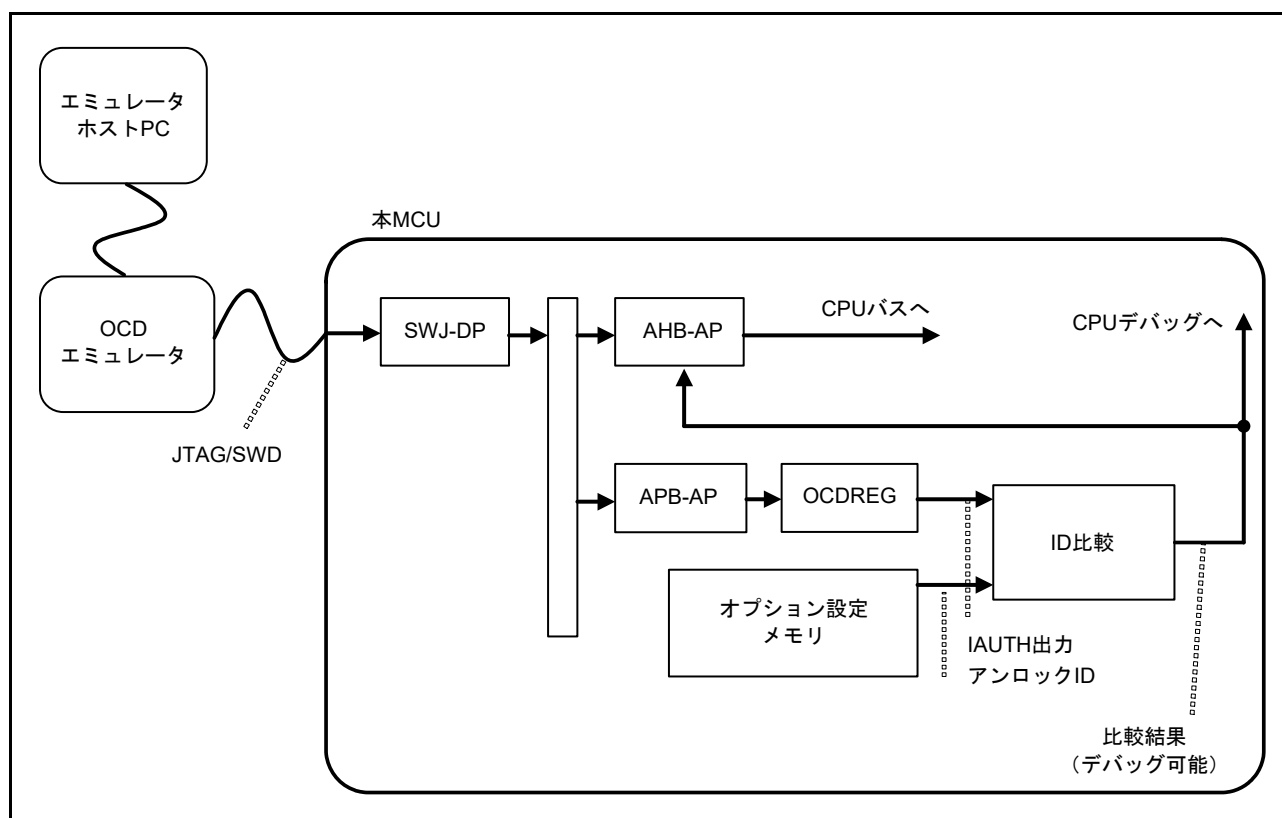 エミュレータ
ホストPC
本MCU
OCD
エミュレータ
SWJ-DP
AHB-AP
CPUバスへ
CPUデバッグへ
JTAG/SWD
APB-AP
OCDREG
ID比較
オプション設定
メモリ
IAUTH出力
アンロックID
比較結果
（デバッグ可能）